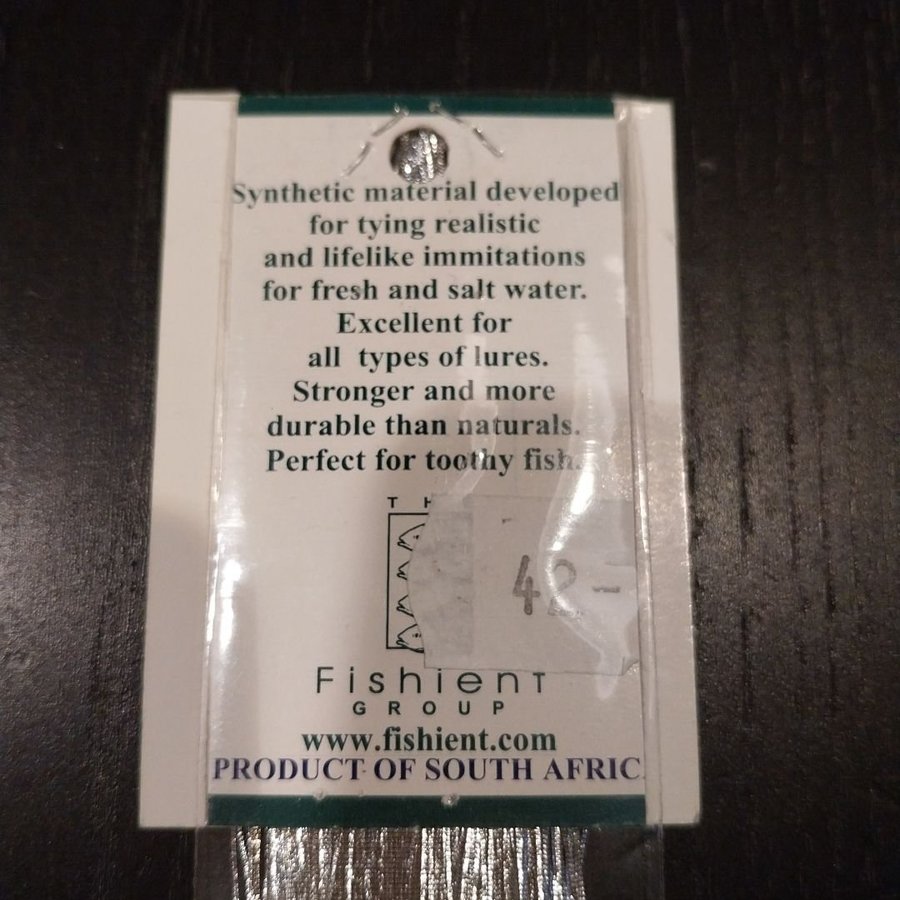 Synthetic material developed
for tying realistic
and lifelike immitations
for fresh and salt water.
Excellent for
all types of lures.
Stronger and more
durable than naturals.
Perfect for toothy fish.
T H
42-
Fishient
GROUP
www.fishient.com
PRODUCT OF SOUTH AFRIC